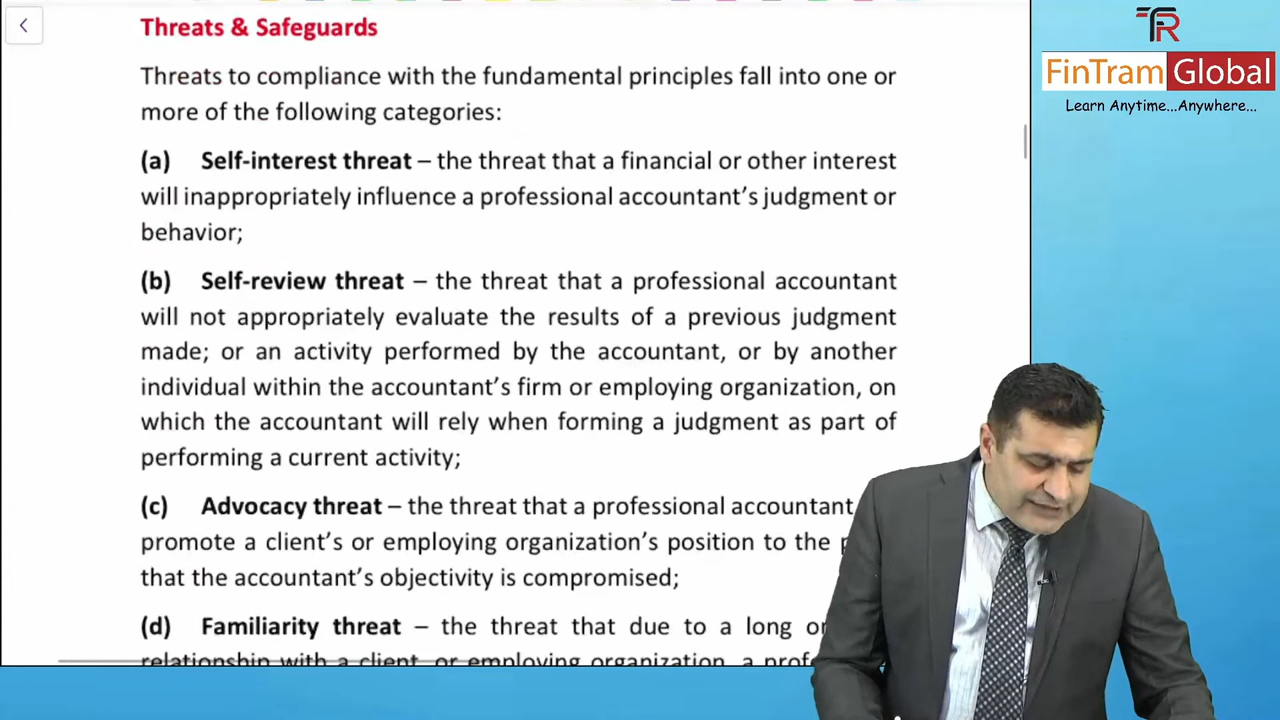 Threats & Safeguards
Threats to compliance with the fundamental principles fall into one or
more of the following categories:
(a) Self-interest threat – the threat that a financial or other interest
will inappropriately influence a professional accountant's judgment or
behavior;
(b) Self-review threat – the threat that a professional accountant
will not appropriately evaluate the results of a previous judgment
made; or an activity performed by the accountant, or by another
individual within the accountant's firm or employing organization, on
which the accountant will rely when forming a judgment as part of
performing a current activity;
(c) Advocacy threat – the threat that a professional accountant
promote a client's or employing organization's position to the
that the accountant's objectivity is compromised;
(d) Familiarity threat – the threat that due to a long
relationship with a client, or employing organization, a
FinTram Global
Learn Anytime...Anywhere...